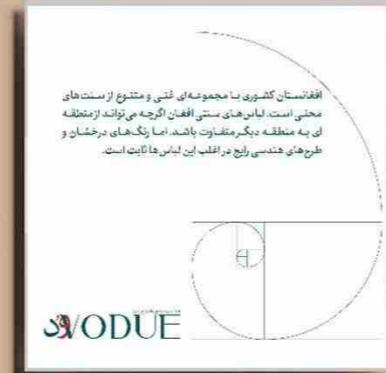 افغانستان کشوری با مجموعه‌ای غنی و متنوع از سنت‌های
محلی است. لباس‌های سنتی افغان اگرچه می‌تواند از منطقه
ای به منطقه دیگر متفاوت باشد، اما رنگ‌های درخشان و
طرح‌های هندسی رایج در اغلب این لباس‌ها ثابت است.
VODUE